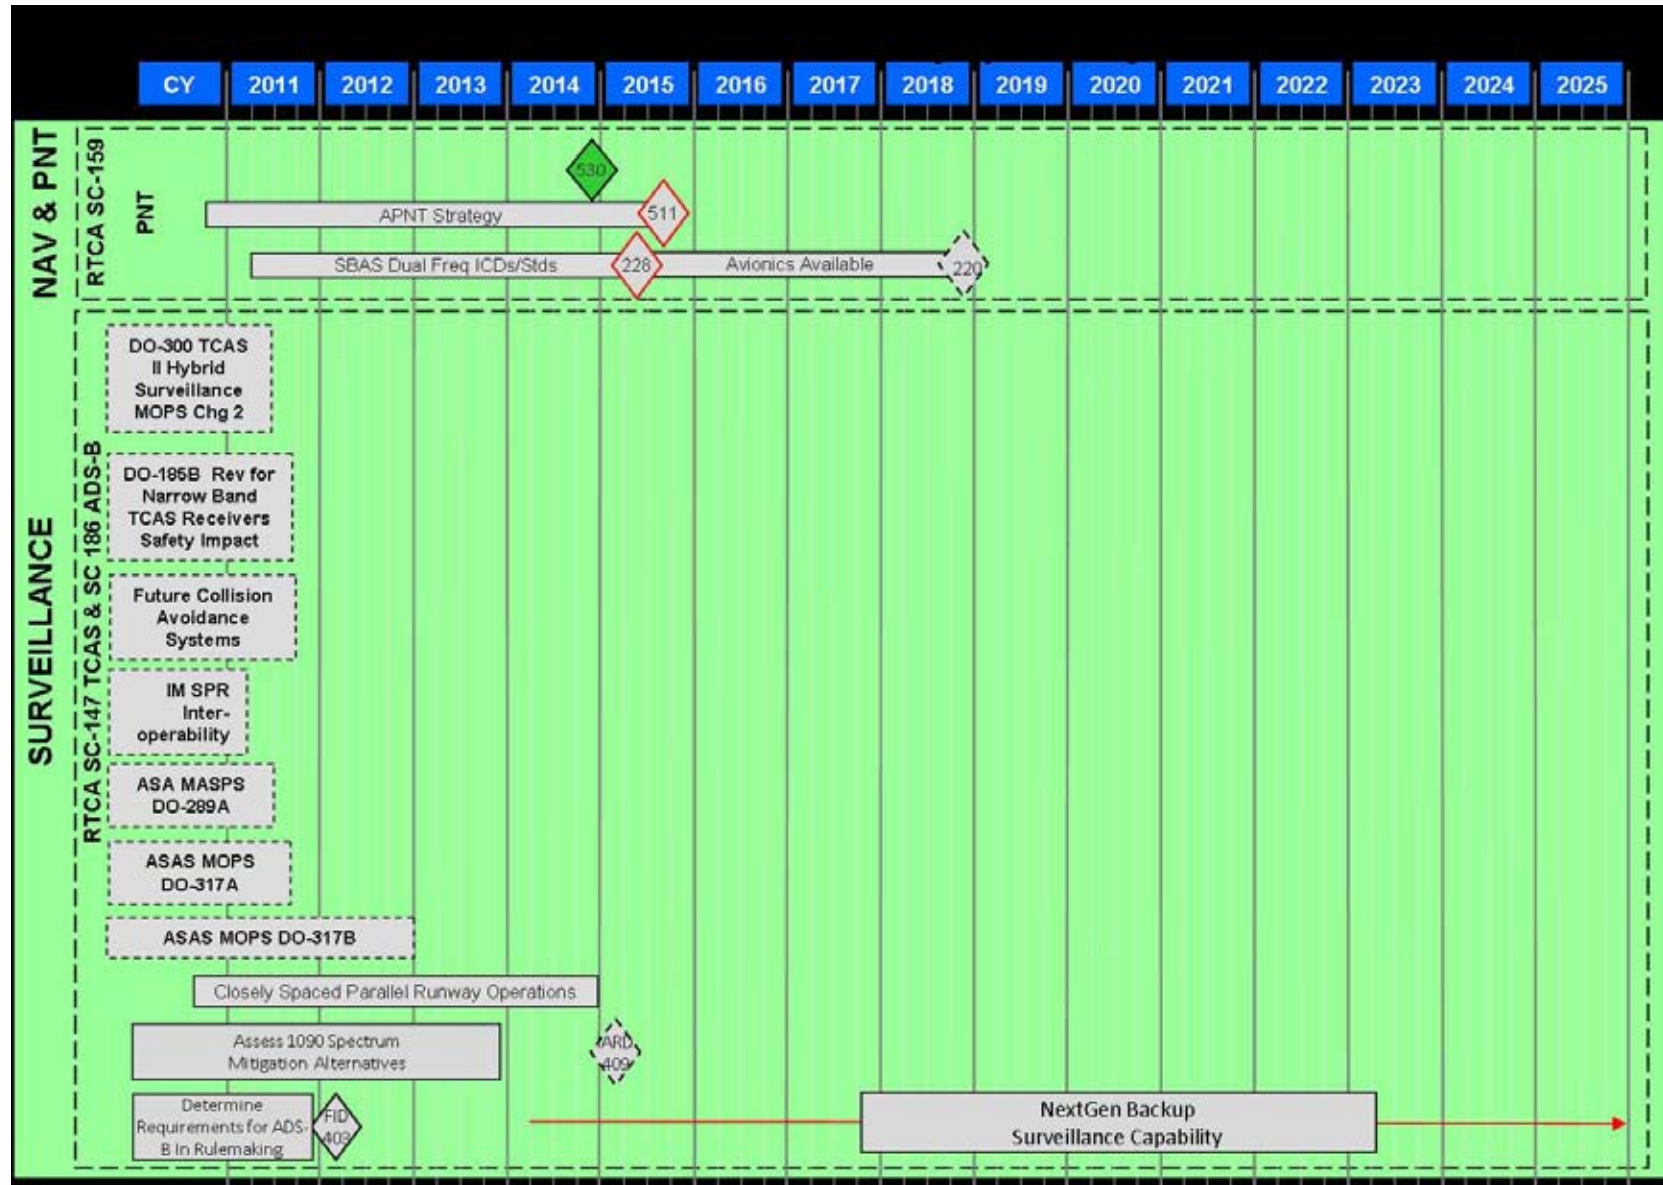 CY 2011 2012 2013 2014 2015 2016 2017 2018 2019 2020 2021 2022 2023 2024 2025
NAV & PNT
RTCA SC-159
PNT
530
APNT Strategy
511
SBAS Dual Freq ICDs/Stds
228
Avionics Available
220
SURVEILLANCE
RTCA SC-147 TCAS & SC 186 ADS-B
DO-300 TCAS
II Hybrid
Surveillance
MOPS Chg 2
DO-185B Rev for
Narrow Band
TCAS Receivers
Safety Impact
Future Collision
Avoidance
Systems
IM SPR
Inter-
operability
ASA MASPS
DO-289A
ASAS MOPS
DO-317A
ASAS MOPS DO-317B
Closely Spaced Parallel Runway Operations
Assess 1090 Spectrum
Mitigation Alternatives
ARD
409
Determine
Requirements for ADS-
B In Rulemaking
FID
403
NextGen Backup
Surveillance Capability